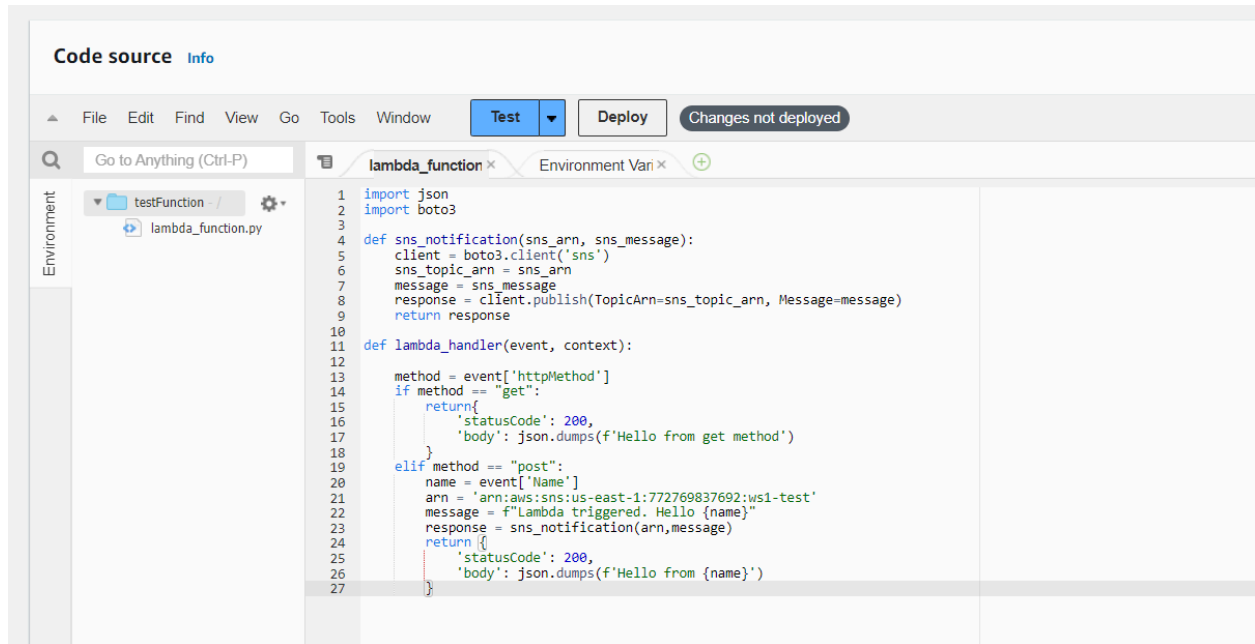 Code source Info
File Edit Find View Go Tools Window Test Deploy Changes not deployed
Go to Anything (Ctrl-P)
lambda_function × Environment Vari ×
Environment
testFunction - /
lambda_function.py
1 import json
2 import boto3
3
4 def sns_notification(sns_arn, sns_message):
5     client = boto3.client('sns')
6     sns_topic_arn = sns_arn
7     message = sns_message
8     response = client.publish(TopicArn=sns_topic_arn, Message=message)
9     return response
10
11 def lambda_handler(event, context):
12
13     method = event['httpMethod']
14     if method == "get":
15         return{
16             'statusCode': 200,
17             'body': json.dumps(f'Hello from get method')
18         }
19     elif method == "post":
20         name = event['Name']
21         arn = 'arn:aws:sns:us-east-1:772769837692:ws1-test'
22         message = f"Lambda triggered. Hello {name}"
23         response = sns_notification(arn,message)
24         return {
25             'statusCode': 200,
26             'body': json.dumps(f'Hello from {name}')
27         }